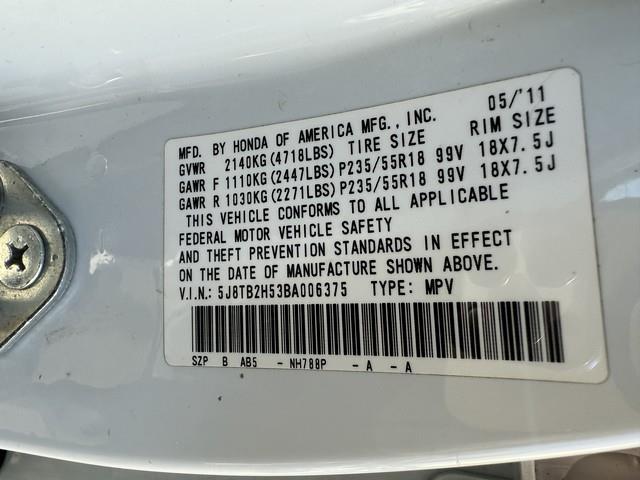 MFD. BY HONDA OF AMERICA MFG., INC. 05/'11
GVWR 2140KG(4718LBS) TIRE SIZE RIM SIZE
GAWR F 1110KG(2447LBS)P235/55R18 99V 18X7.5J
GAWR R 1030KG(2271LBS)P235/55R18 99V 18X7.5J
THIS VEHICLE CONFORMS TO ALL APPLICABLE
FEDERAL MOTOR VEHICLE SAFETY
AND THEFT PREVENTION STANDARDS IN EFFECT
ON THE DATE OF MANUFACTURE SHOWN ABOVE.
V.I.N.: 5J8TB2H53BA006375 TYPE: MPV
SZP B AB5 - NH788P - A - A